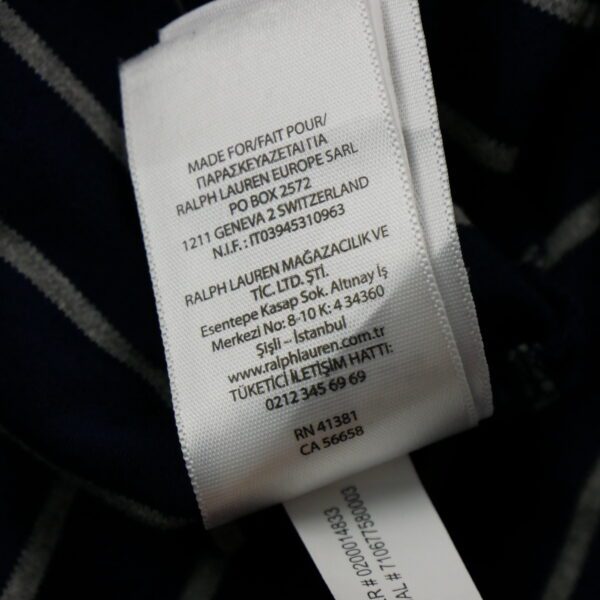 MADE FOR/FAIT POUR/
ΠΑΡΑΣΚΕΥΑΖΕΤΑΙ ΓΙΑ
RALPH LAUREN EUROPE SARL
PO BOX 2572
1211 GENEVA 2 SWITZERLAND
N.I.F. : IT03945310963
RALPH LAUREN MAĞAZACILIK VE
TİC. LTD. ŞTİ.
Esentepe Kasap Sok. Altınay İş
Merkezi No: 8-10 K: 4 34360
Şişli – İstanbul
www.ralphlauren.com.tr
TÜKETİCİ İLETİŞİM HATTI:
0212 345 69 69
RN 41381
CA 56658
R # 0200014833
AL # 710677580003